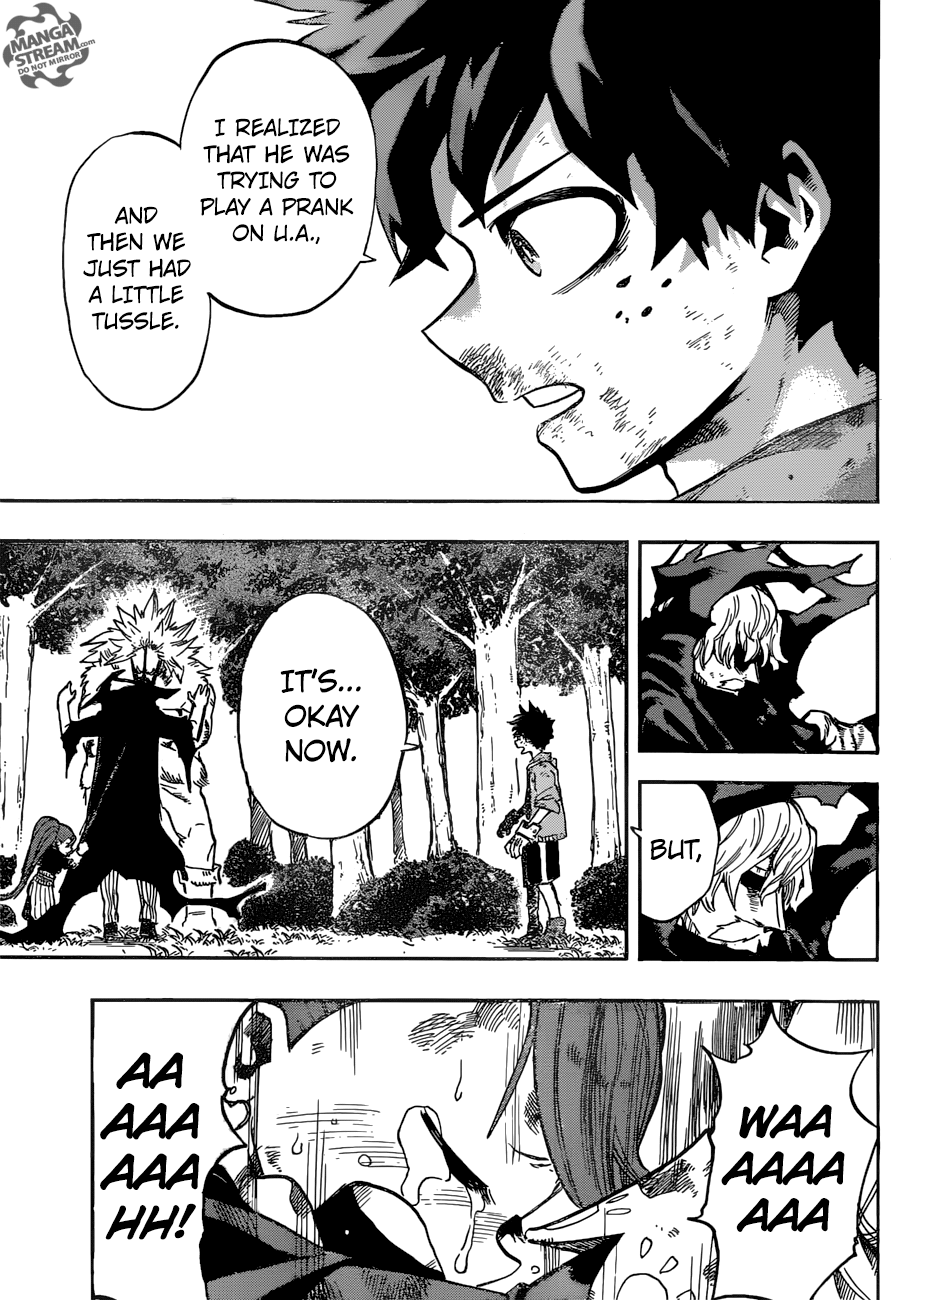 MANGA
STREAM.com
DO NOT MIRROR
I REALIZED
THAT HE WAS
TRYING TO
PLAY A PRANK
ON U.A.,
AND
THEN WE
JUST HAD
A LITTLE
TUSSLE.
BUT,
IT'S...
OKAY
NOW.
WAA
AAAA
AAA
AA
AAA
AAA
HH!